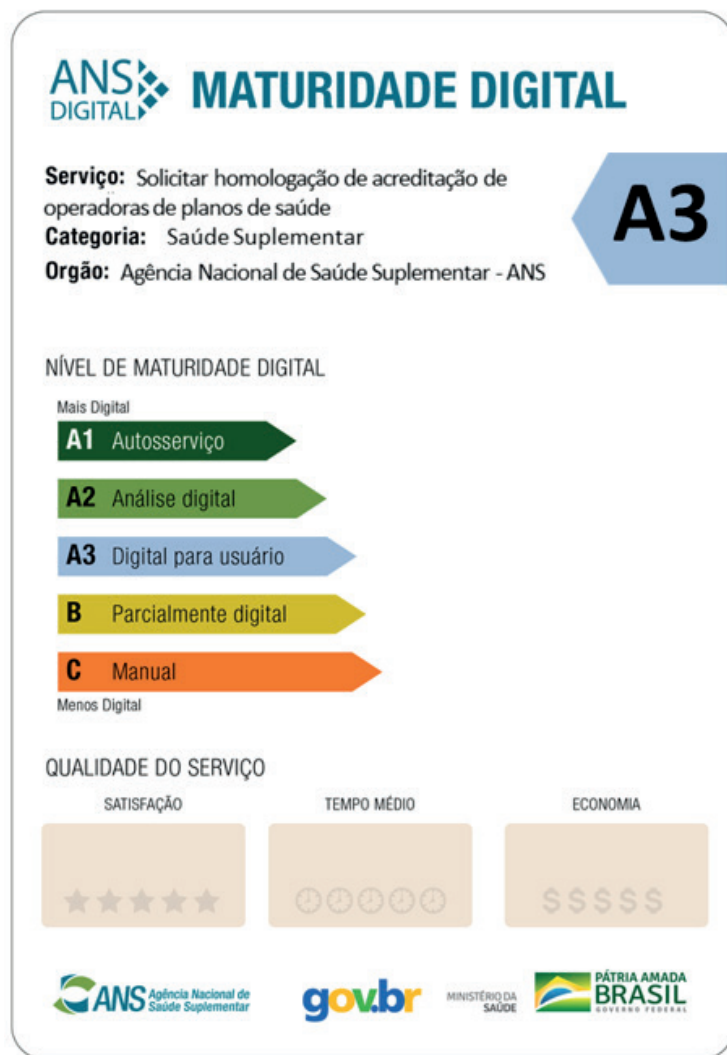 ANS
DIGITAL
MATURIDADE DIGITAL
Serviço: Solicitar homologação de acreditação de
operadoras de planos de saúde
Categoria: Saúde Suplementar
Orgão: Agência Nacional de Saúde Suplementar - ANS
A3
NÍVEL DE MATURIDADE DIGITAL
Mais Digital
A1 Autosserviço
A2 Análise digital
A3 Digital para usuário
B Parcialmente digital
C Manual
Menos Digital
QUALIDADE DO SERVIÇO
SATISFAÇÃO TEMPO MÉDIO ECONOMIA
$$$$$
ANS Agência Nacional de
Saúde Suplementar
gov.br
MINISTÉRIO DA
SAÚDE
PÁTRIA AMADA
BRASIL
GOVERNO FEDERAL